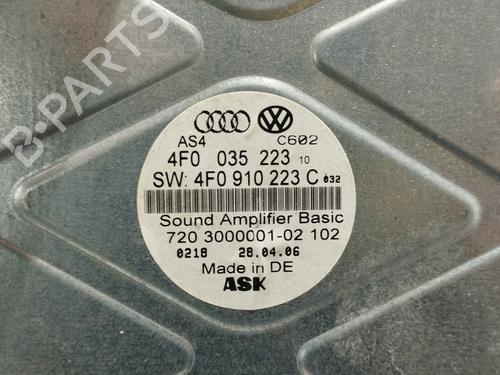 B-PARTS
AS4 C602
4F0 035 223 10
SW: 4F0 910 223 C 032
Sound Amplifier Basic
720 3000001-02 102
0218 28.04.06
Made in DE
ASK